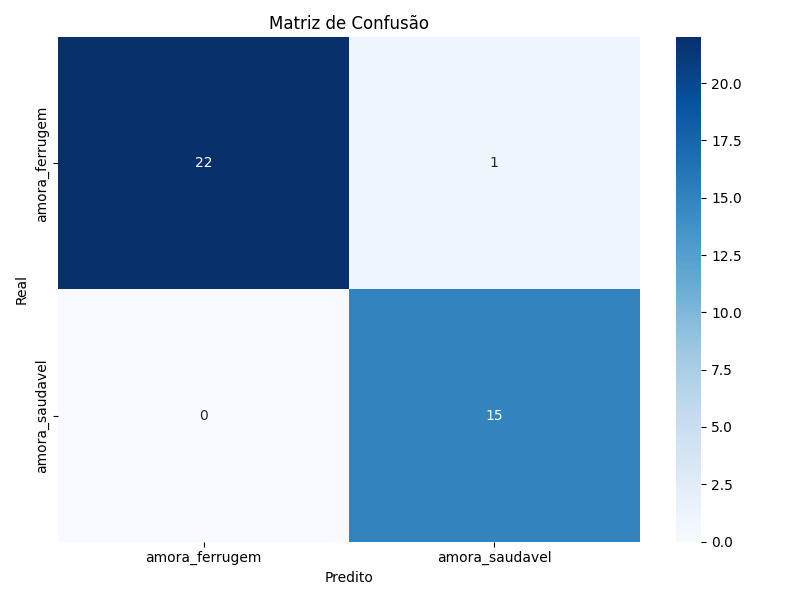 Matriz de Confusão
amora_ferrugem
amora_saudavel
Real
22
1
0
15
amora_ferrugem
amora_saudavel
Predito
20.0
17.5
15.0
12.5
10.0
7.5
5.0
2.5
0.0